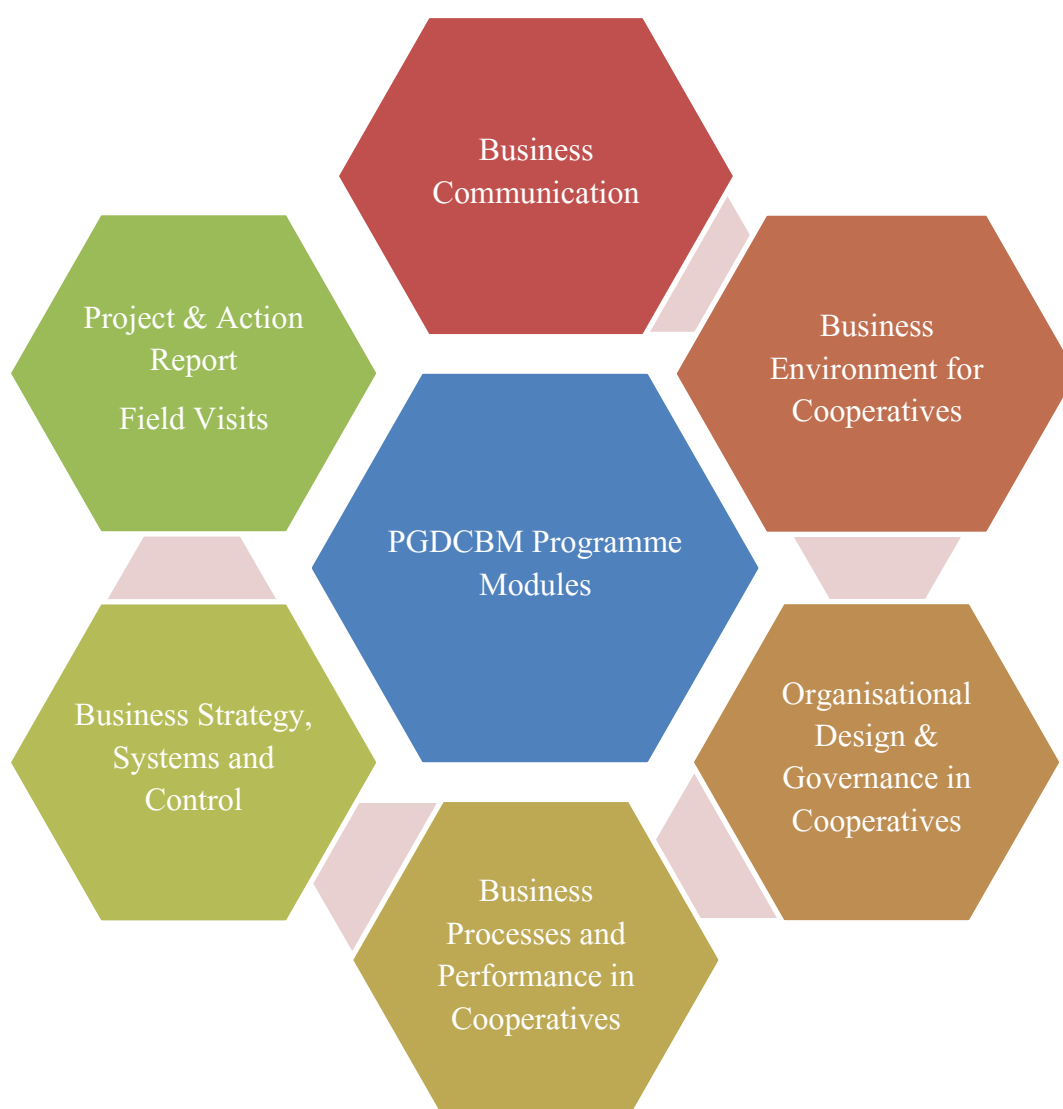 Business
Communication
Business
Environment for
Cooperatives
Organisational
Design &
Governance in
Cooperatives
Business
Processes and
Performance in
Cooperatives
Business Strategy,
Systems and
Control
Project & Action
Report
Field Visits
PGDCBM Programme
Modules